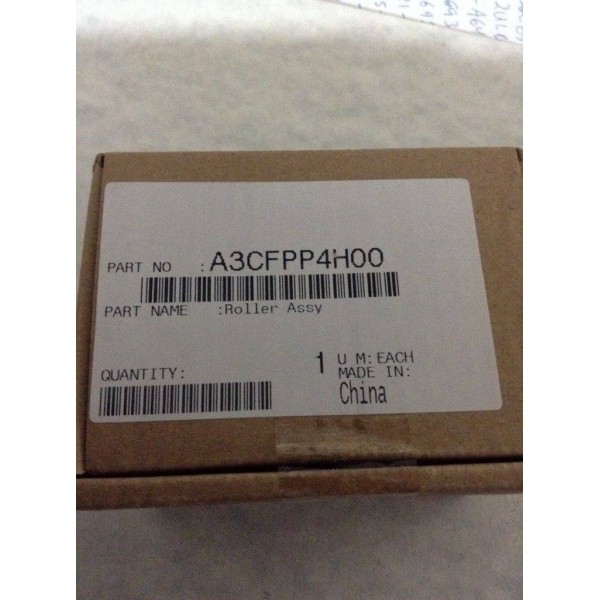 PART NO :A3CFPP4H00
PART NAME :Roller Assy
QUANTITY: 1 U M:EACH
MADE IN:
China